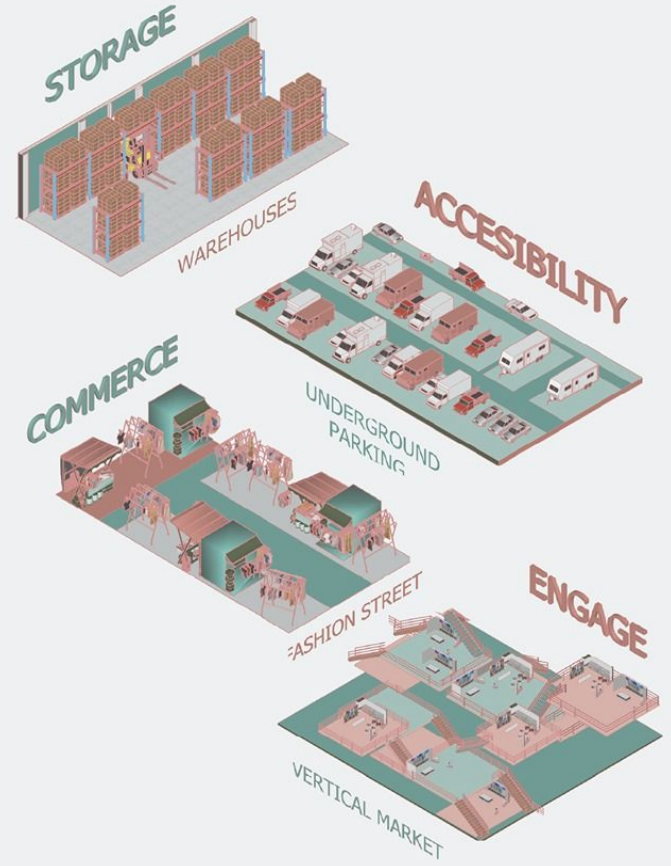 STORAGE
WAREHOUSES
ACCESIBILITY
UNDERGROUND
PARKING
COMMERCE
FASHION STREET
ENGAGE
VERTICAL MARKET